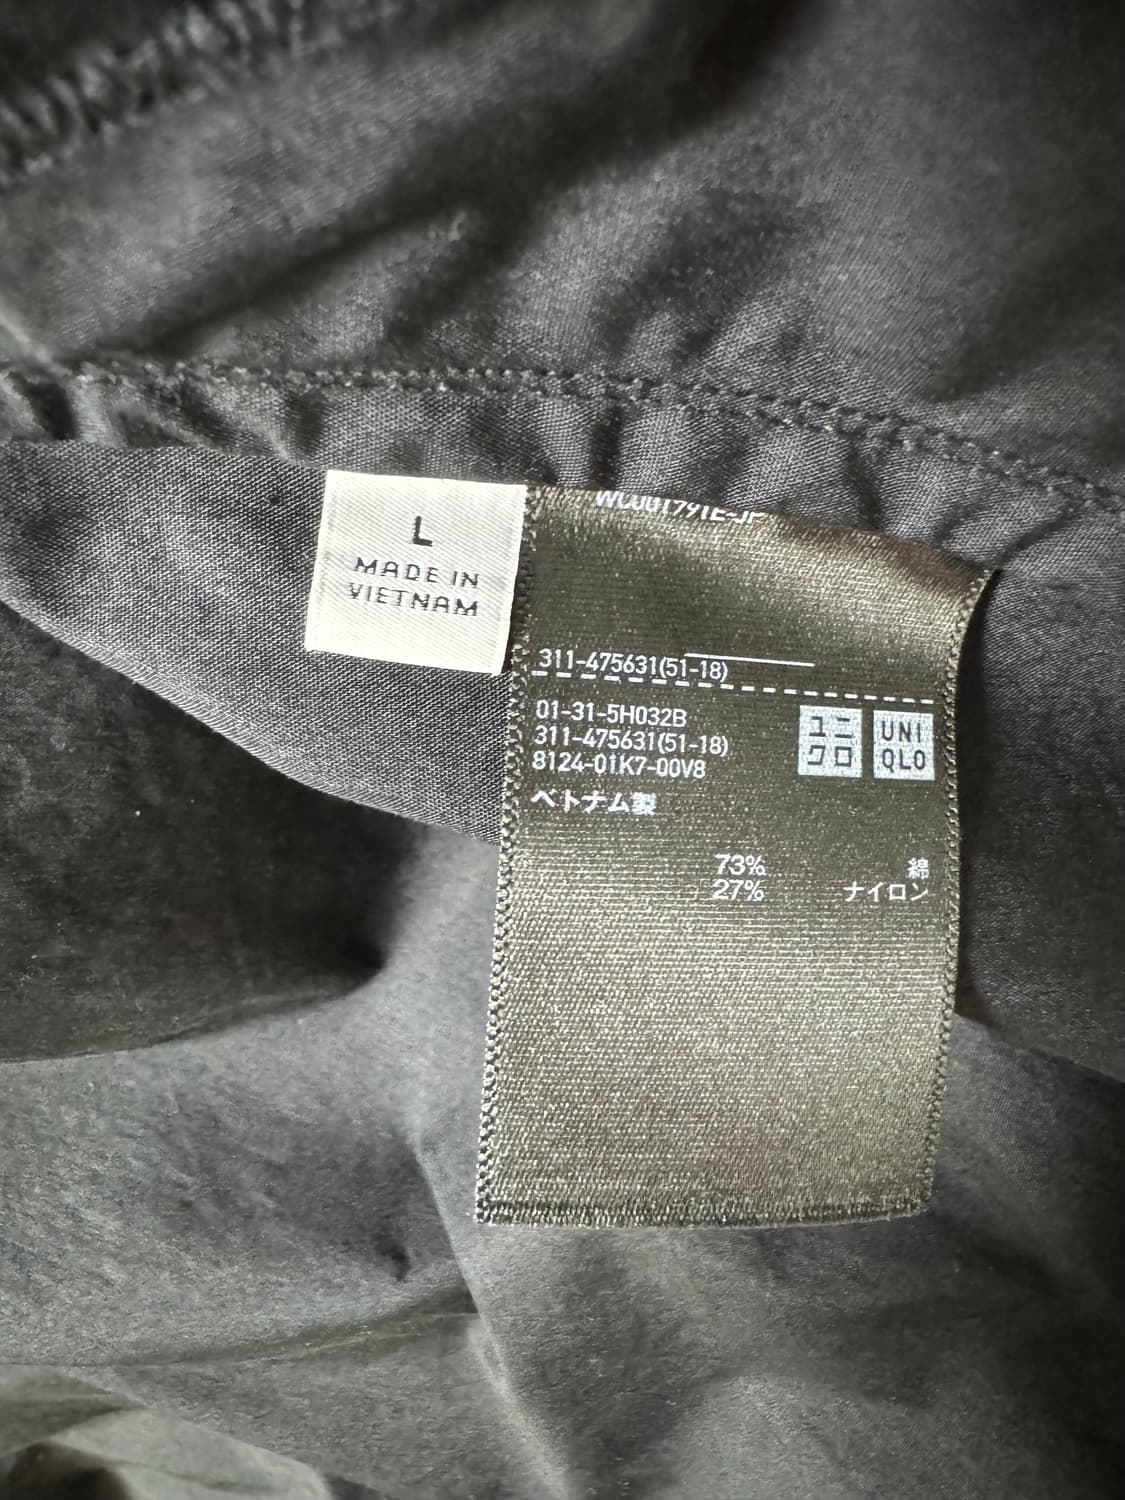 L
MADE IN
VIETNAM
311-475631(51-18)
01-31-5H032B
311-475631(51-18)
8124-01K7-00V8
ユニ
クロ
UNI
QLO
ベトナム製
73% 綿
27% ナイロン